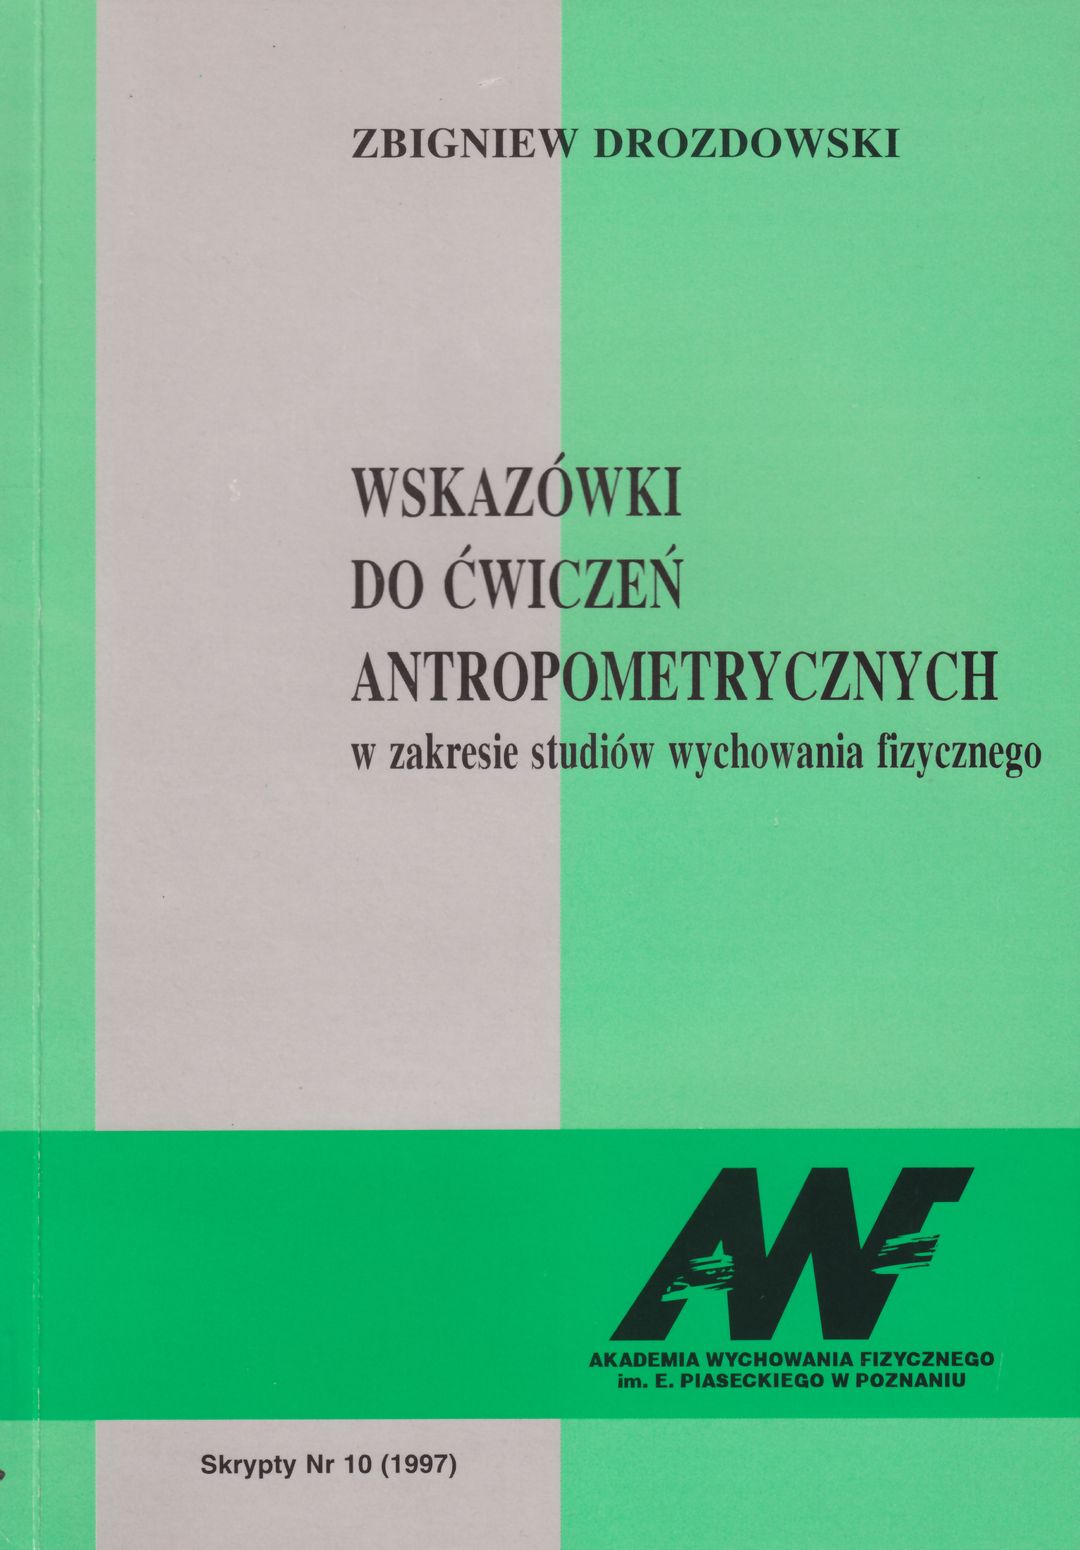 ZBIGNIEW DROZDOWSKI
WSKAZÓWKI
DO ĆWICZEŃ
ANTROPOMETRYCZNYCH
w zakresie studiów wychowania fizycznego
AWF
AKADEMIA WYCHOWANIA FIZYCZNEGO
im. E. PIASECKIEGO W POZNANIU
Skrypty Nr 10 (1997)